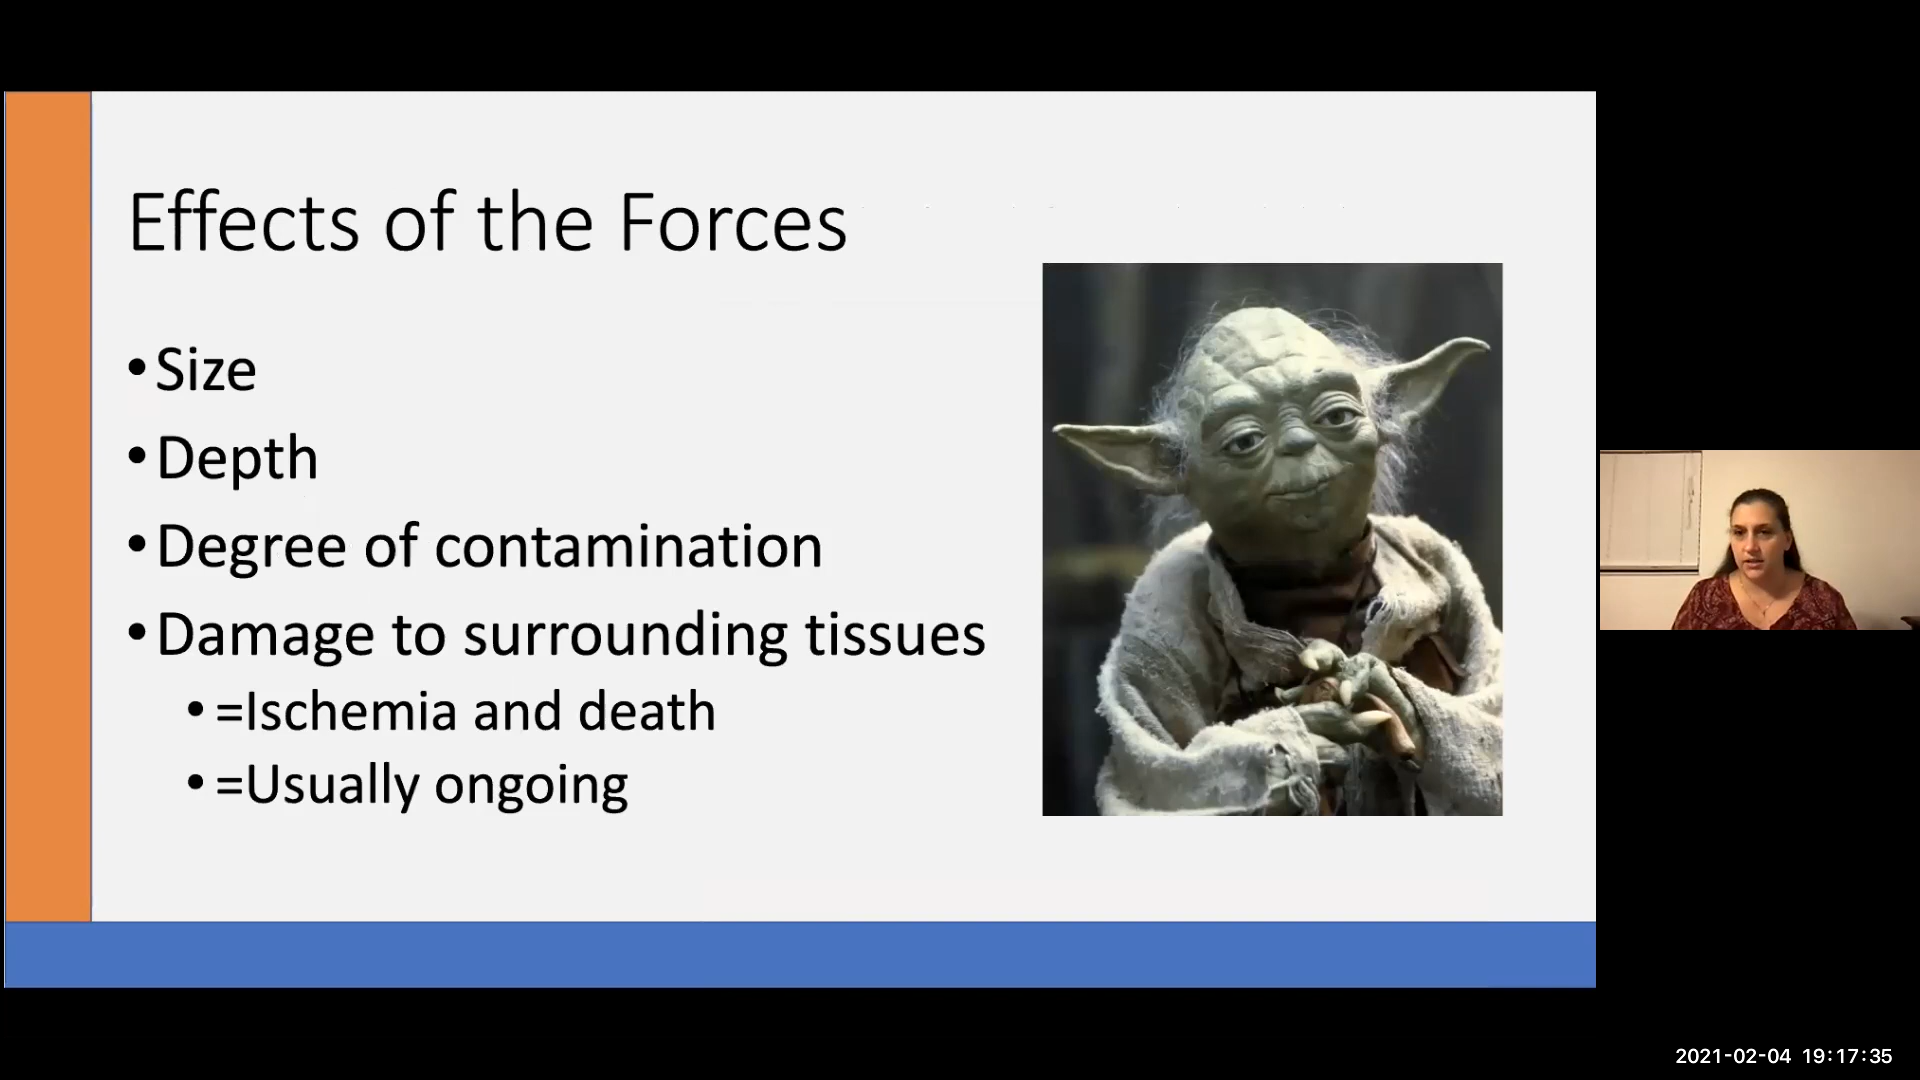 Effects of the Forces
•Size
•Depth
•Degree of contamination
•Damage to surrounding tissues
•=Ischemia and death
•=Usually ongoing
2021-02-04 19:17:35